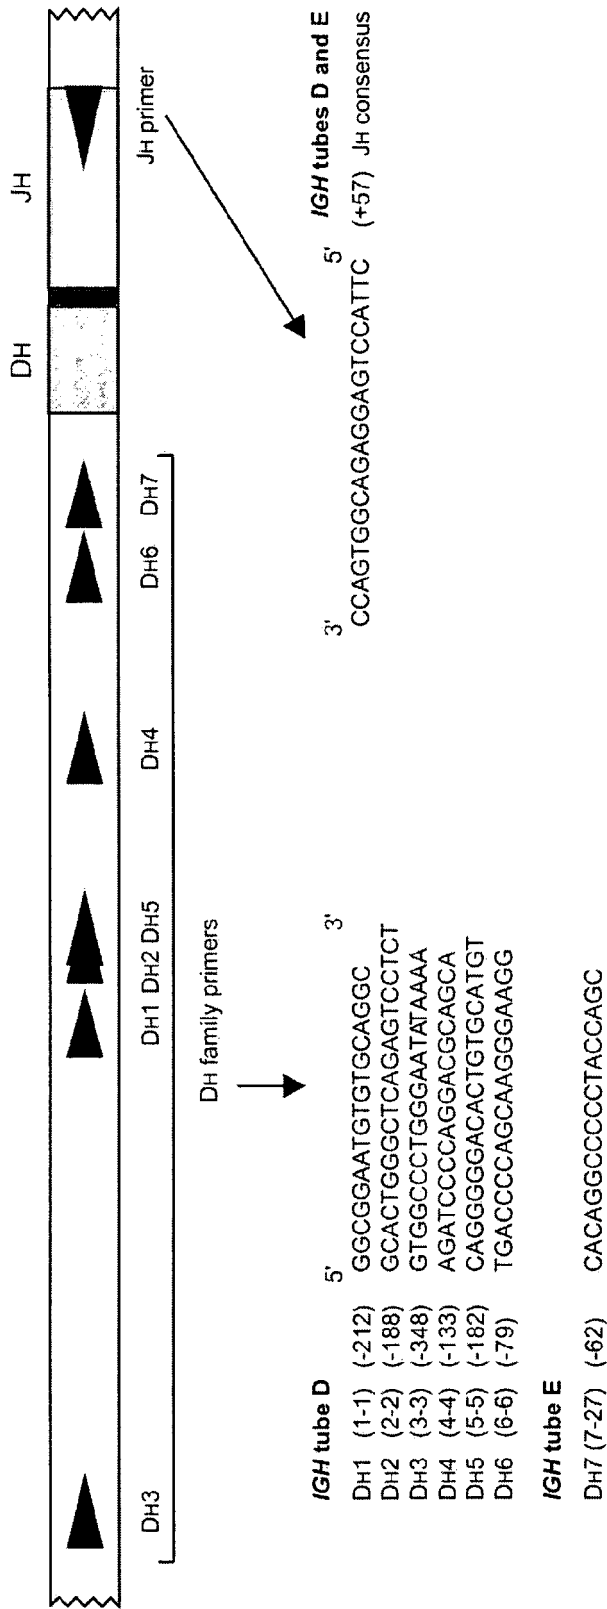 DH JH
DH3 DH1 DH2 DH5 DH4 DH6 DH7 JH primer
DH family primers
IGH tube D
5' 3'
DH1 (1-1) (-212) GGCGGAATGTGTGCAGGC
DH2 (2-2) (-188) GCACTGGGCTCAGAGTCCTCT
DH3 (3-3) (-348) GTGGCCCTGGGAATATAAAA
DH4 (4-4) (-133) AGATCCCCAGGACGCAGCA
DH5 (5-5) (-182) CAGGGGGACACTGTGCATGT
DH6 (6-6) (-79) TGACCCCAGCAAGGGAAGG
IGH tube E
DH7 (7-27) (-62) CACAGGCCCCCTACCAGC
3' 5' IGH tubes D and E
CCAGTGGCAGAGGAGTCCATTC (+57) JH consensus